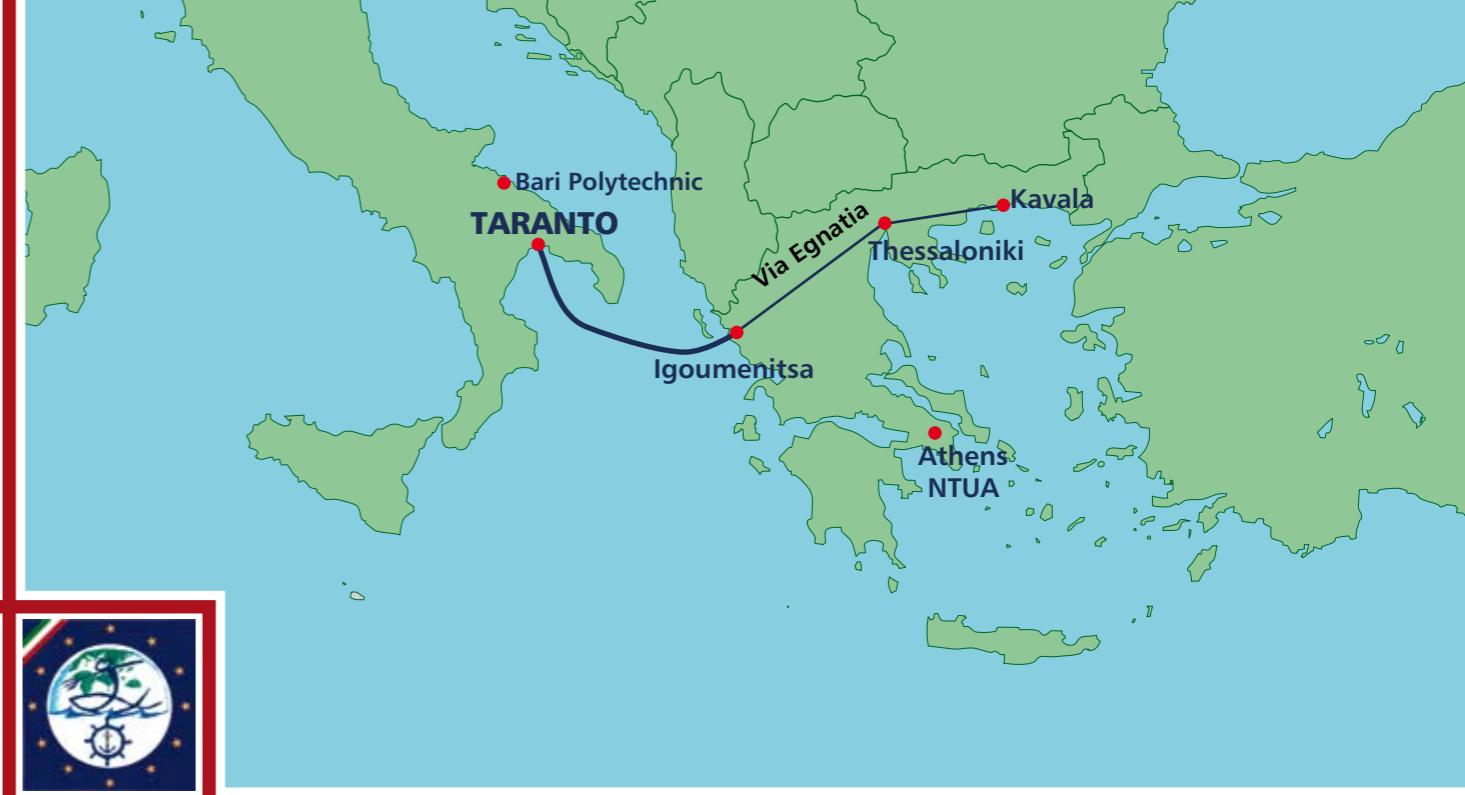 Bari Polytechnic
TARANTO
Kavala
Via Egnatia
Thessaloniki
Igoumenitsa
Athens
NTUA